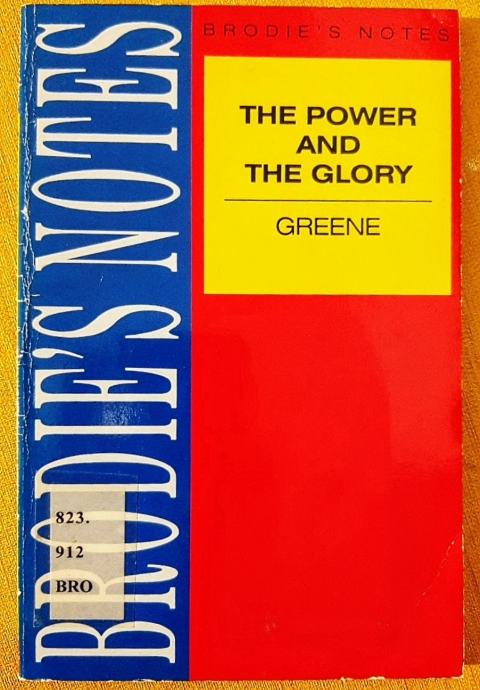 BRODIE'S NOTES
BRODIE'S NOTES
THE POWER
AND
THE GLORY
GREENE
823.
912
BRO